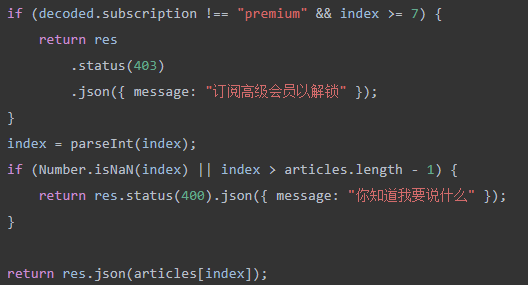 if (decoded.subscription !== "premium" && index >= 7) {
return res
.status(403)
.json({ message: "订阅高级会员以解锁" });
}
index = parseInt(index);
if (Number.isNaN(index) || index > articles.length - 1) {
return res.status(400).json({ message: "你知道我要说什么" });
}
return res.json(articles[index]);